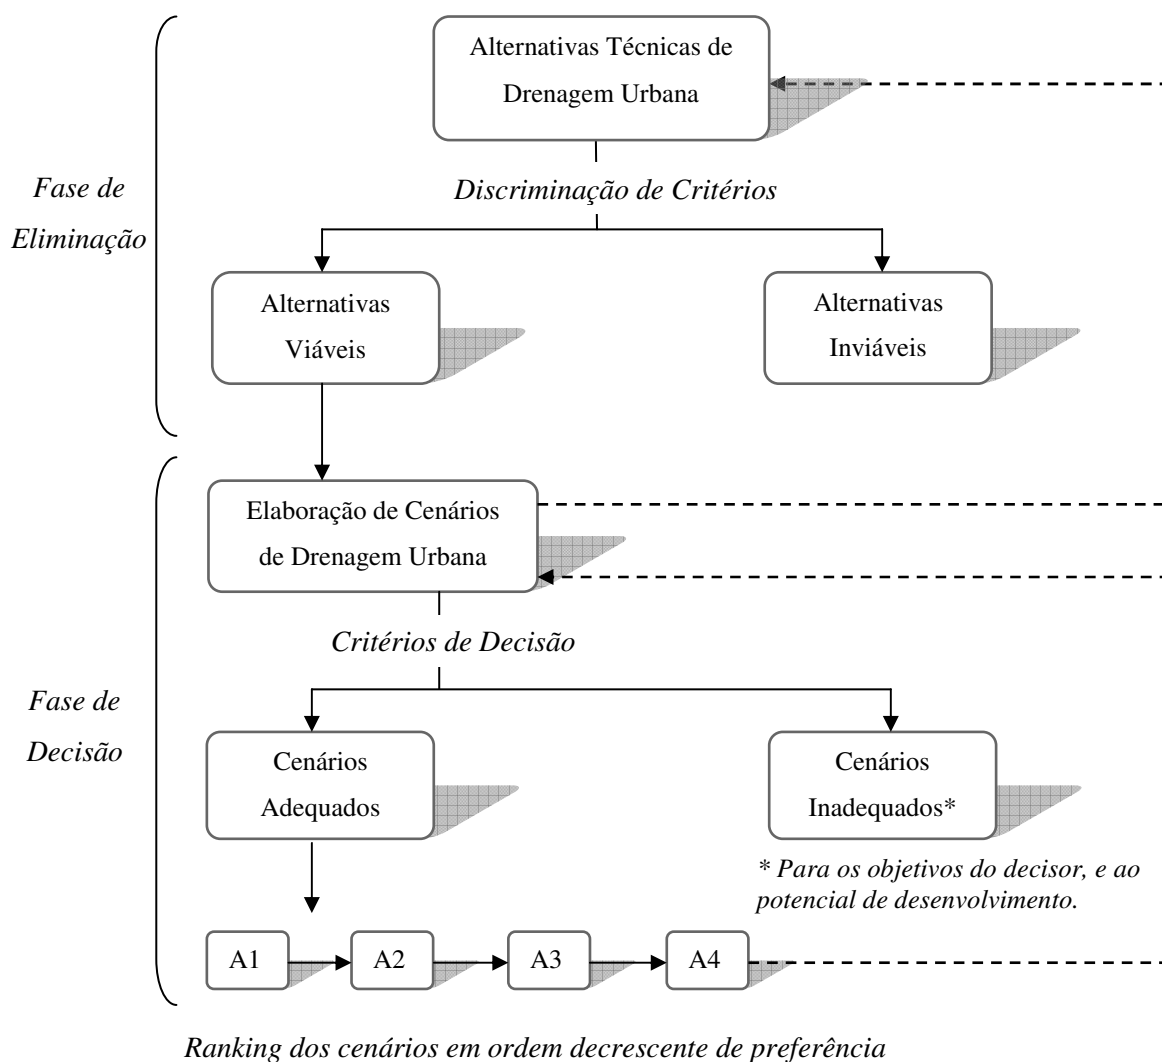 Alternativas Técnicas de
Drenagem Urbana
Fase de
Eliminação
Discriminação de Critérios
Alternativas
Viáveis
Alternativas
Inviáveis
Elaboração de Cenários
de Drenagem Urbana
Critérios de Decisão
Fase de
Decisão
Cenários
Adequados
Cenários
Inadequados*
* Para os objetivos do decisor, e ao
potencial de desenvolvimento.
A1
A2
A3
A4
Ranking dos cenários em ordem decrescente de preferência